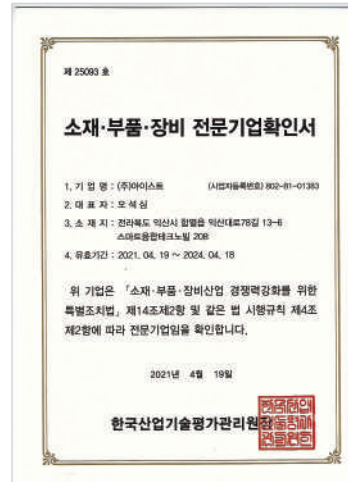 제 25093 호
소재·부품·장비 전문기업확인서
1. 기 업 명 : (주)아이스트 (사업자등록번호) 802-81-01383
2. 대 표 자 : 오석심
3. 소 재 지 : 전라북도 익산시 함열읍 익산대로78길 13-6
스마트융합테크노빌 208
4. 유효기간 : 2021. 04. 19 ~ 2024. 04. 18
위 기업은 「소재·부품·장비산업 경쟁력강화를 위한
특별조치법」 제14조제2항 및 같은 법 시행규칙 제4조
제2항에 따라 전문기업임을 확인합니다.
2021년 4월 19일
한국산업기술평가관리원장